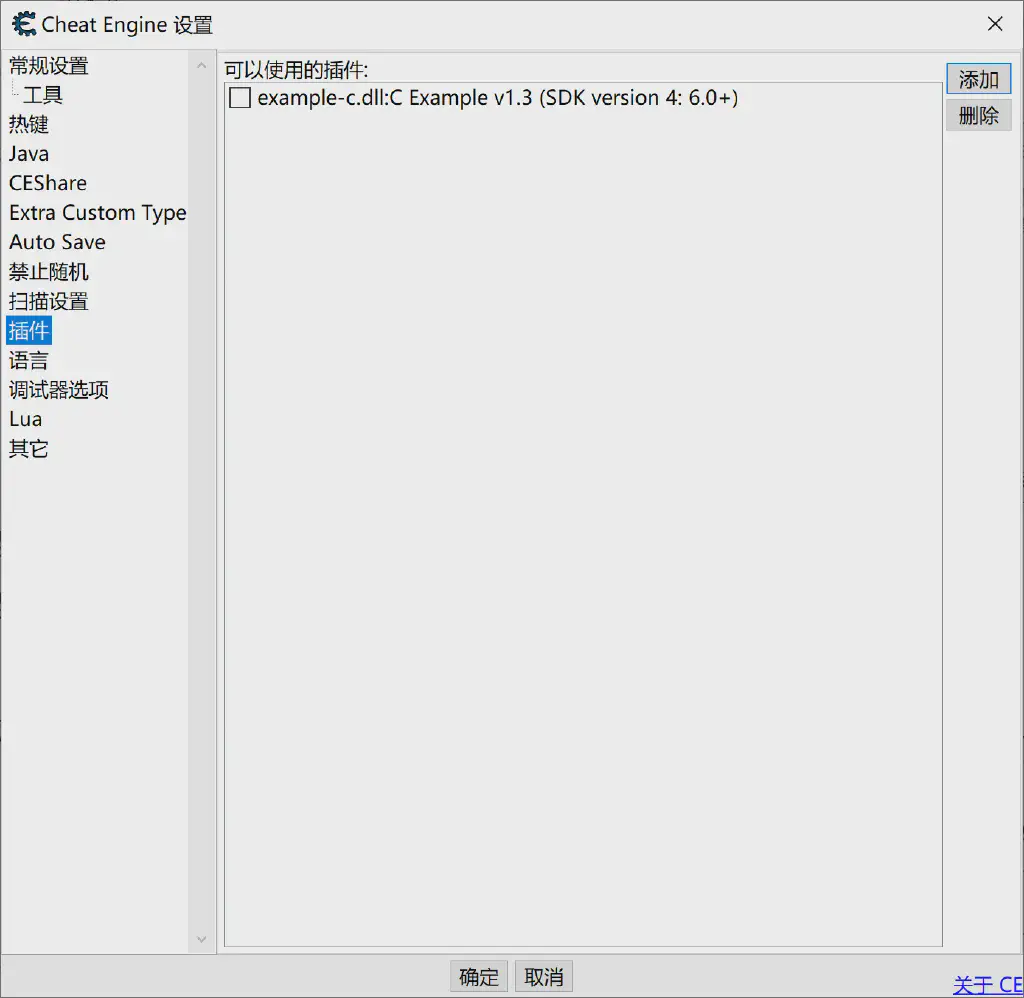 Cheat Engine 设置
常规设置
工具
热键
Java
CEShare
Extra Custom Type
Auto Save
禁止随机
扫描设置
插件
语言
调试器选项
Lua
其它
可以使用的插件:
example-c.dll:C Example v1.3 (SDK version 4: 6.0+)
添加
删除
确定
取消
关于 CE